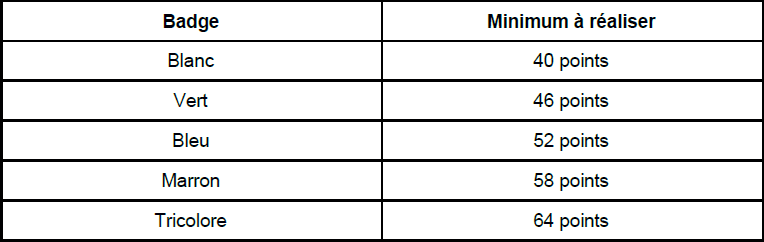 Badge Minimum à réaliser
Blanc 40 points
Vert 46 points
Bleu 52 points
Marron 58 points
Tricolore 64 points